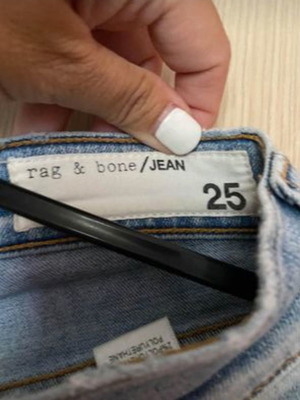 rag & bone/JEAN
25
POLYURETHANE